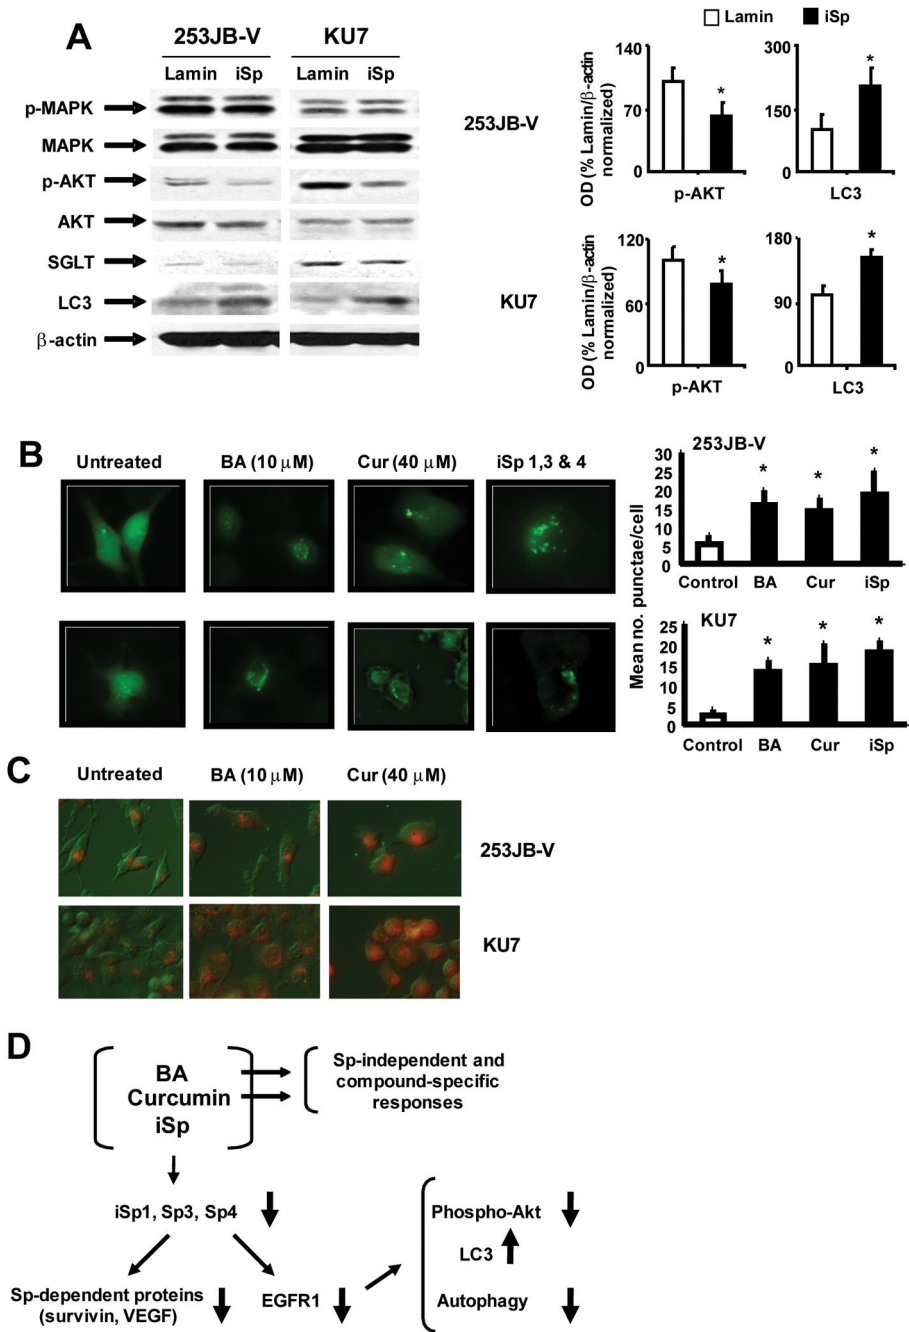 A
253JB-V
KU7
Lamin
iSp
Lamin
iSp
p-MAPK
MAPK
p-AKT
AKT
SGLT
LC3
β-actin
Lamin
iSp
253JB-V
OD (% Lamin/β-actin
normalized)
140
70
0
*
p-AKT
300
150
0
*
LC3
KU7
OD (% Lamin/β-actin
normalized)
120
60
0
*
p-AKT
180
90
0
*
LC3
B
Untreated
BA (10 μM)
Cur (40 μM)
iSp 1,3 & 4
Mean no. punctae/cell
253JB-V
30
25
20
15
10
5
0
*
*
*
Control
BA
Cur
iSp
KU7
25
20
15
10
5
0
*
*
*
Control
BA
Cur
iSp
C
Untreated
BA (10 μM)
Cur (40 μM)
253JB-V
KU7
D
BA
Curcumin
iSp
Sp-independent and
compound-specific
responses
iSp1, Sp3, Sp4
Sp-dependent proteins
(survivin, VEGF)
EGFR1
Phospho-Akt
LC3
Autophagy